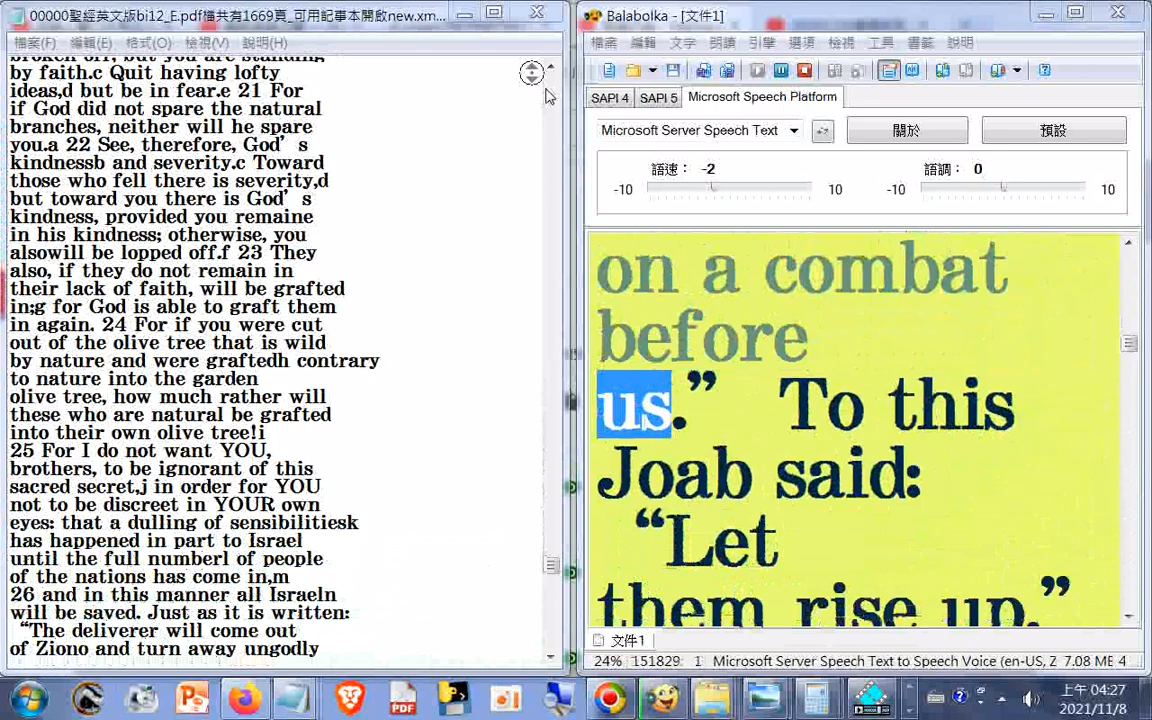 00000聖經英文版bi12_E.pdf檔共有1669頁_可用記事本開啟new.xm...
檔案(F) 編輯(E) 格式(O) 檢視(V) 說明(H)
broken off, but you are standing
by faith.c Quit having lofty
ideas,d but be in fear.e 21 For
if God did not spare the natural
branches, neither will he spare
you.a 22 See, therefore, God’s
kindnessb and severity.c Toward
those who fell there is severity,d
but toward you there is God’s
kindness, provided you remaine
in his kindness; otherwise, you
alsowill be lopped off.f 23 They
also, if they do not remain in
their lack of faith, will be grafted
in;g for God is able to graft them
in again. 24 For if you were cut
out of the olive tree that is wild
by nature and were graftedh contrary
to nature into the garden
olive tree, how much rather will
these who are natural be grafted
into their own olive tree!i
25 For I do not want YOU,
brothers, to be ignorant of this
sacred secret,j in order for YOU
not to be discreet in YOUR own
eyes: that a dulling of sensibilitiesk
has happened in part to Israel
until the full numberl of people
of the nations has come in,m
26 and in this manner all Israeln
will be saved. Just as it is written:
“The deliverer will come out
of Ziono and turn away ungodly
Balabolka - [文件1]
檔案 編輯 文字 朗讀 引擎 選項 檢視 工具 書籤 說明
SAPI 4 SAPI 5 Microsoft Speech Platform
Microsoft Server Speech Text 關於 預設
語速: -2 語調: 0
-10 10 -10 10
on a combat
before
us.” To this
Joab said:
“Let
them rise up.”
文件1
24% 151829: 1 Microsoft Server Speech Text to Speech Voice (en-US, Z 7.08 MB 4
PDF
上午 04:27
2021/11/8